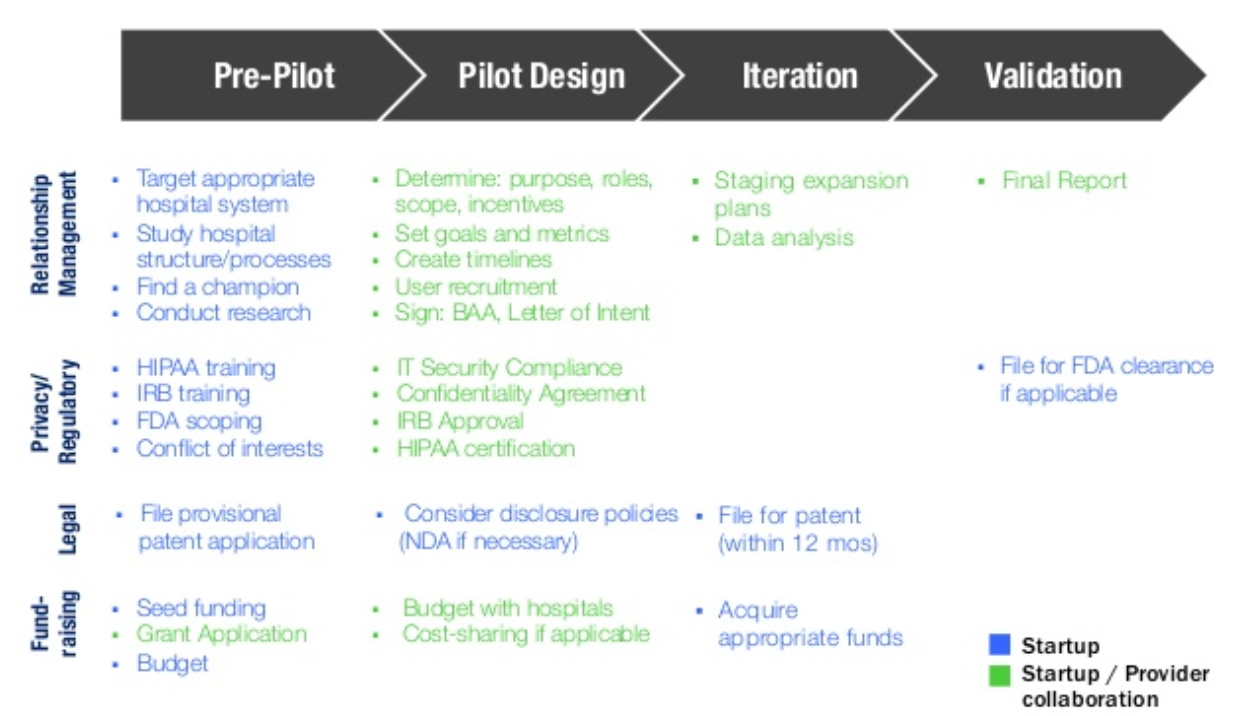 Pre-Pilot
Pilot Design
Iteration
Validation
Relationship
Management
Target appropriate
hospital system
Study hospital
structure/processes
Find a champion
Conduct research
Determine: purpose, roles,
scope, incentives
Set goals and metrics
Create timelines
User recruitment
Sign: BAA, Letter of Intent
Staging expansion
plans
Data analysis
Final Report
Privacy/
Regulatory
HIPAA training
IRB training
FDA scoping
Conflict of interests
IT Security Compliance
Confidentiality Agreement
IRB Approval
HIPAA certification
File for FDA clearance
if applicable
Legal
File provisional
patent application
Consider disclosure policies
(NDA if necessary)
File for patent
(within 12 mos)
Fund-
raising
Seed funding
Grant Application
Budget
Budget with hospitals
Cost-sharing if applicable
Acquire
appropriate funds
Startup
Startup / Provider
collaboration